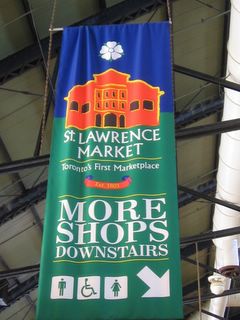 St. LAWRENCE
MARKET
Toronto's First Marketplace
Est. 1803
MORE
SHOPS
DOWNSTAIRS